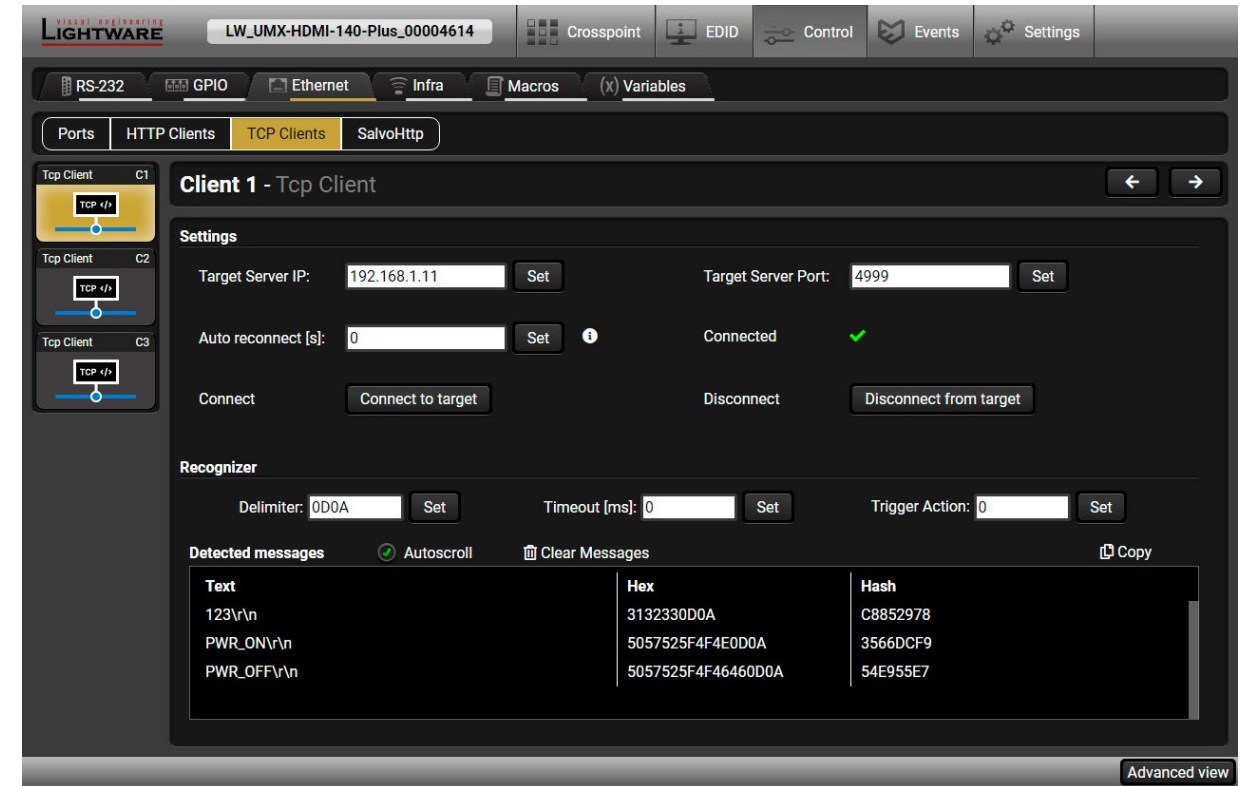 visual engineering
LIGHTWARE
LW_UMX-HDMI-140-Plus_00004614
Crosspoint
EDID
Control
Events
Settings
RS-232
GPIO
Ethernet
Infra
Macros
(x) Variables
Ports
HTTP Clients
TCP Clients
SalvoHttp
Tcp Client C1
TCP </>
Tcp Client C2
TCP </>
Tcp Client C3
TCP </>
Client 1 - Tcp Client
Settings
Target Server IP: 192.168.1.11 Set
Target Server Port: 4999 Set
Auto reconnect [s]: 0 Set
Connected
Connect Connect to target
Disconnect Disconnect from target
Recognizer
Delimiter: 0D0A Set
Timeout [ms]: 0 Set
Trigger Action: 0 Set
Detected messages Autoscroll Clear Messages Copy
Text Hex Hash
123\r\n 3132330D0A C8852978
PWR_ON\r\n 5057525F4F4E0D0A 3566DCF9
PWR_OFF\r\n 5057525F4F46460D0A 54E955E7
Advanced view